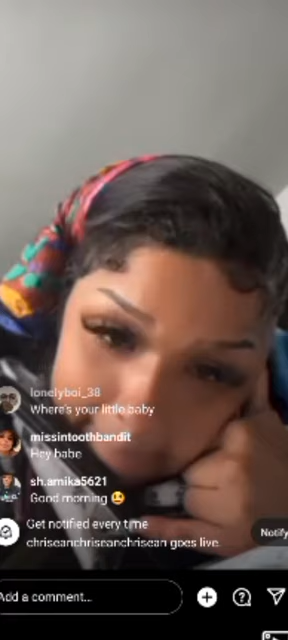 lonelyboi_38
Where's your little baby
missintoothbandit
Hey babe
sh.amika5621
Good morning 🤨
Get notified every time
chriseanchriseanchrisean goes live.
Notify
Add a comment...